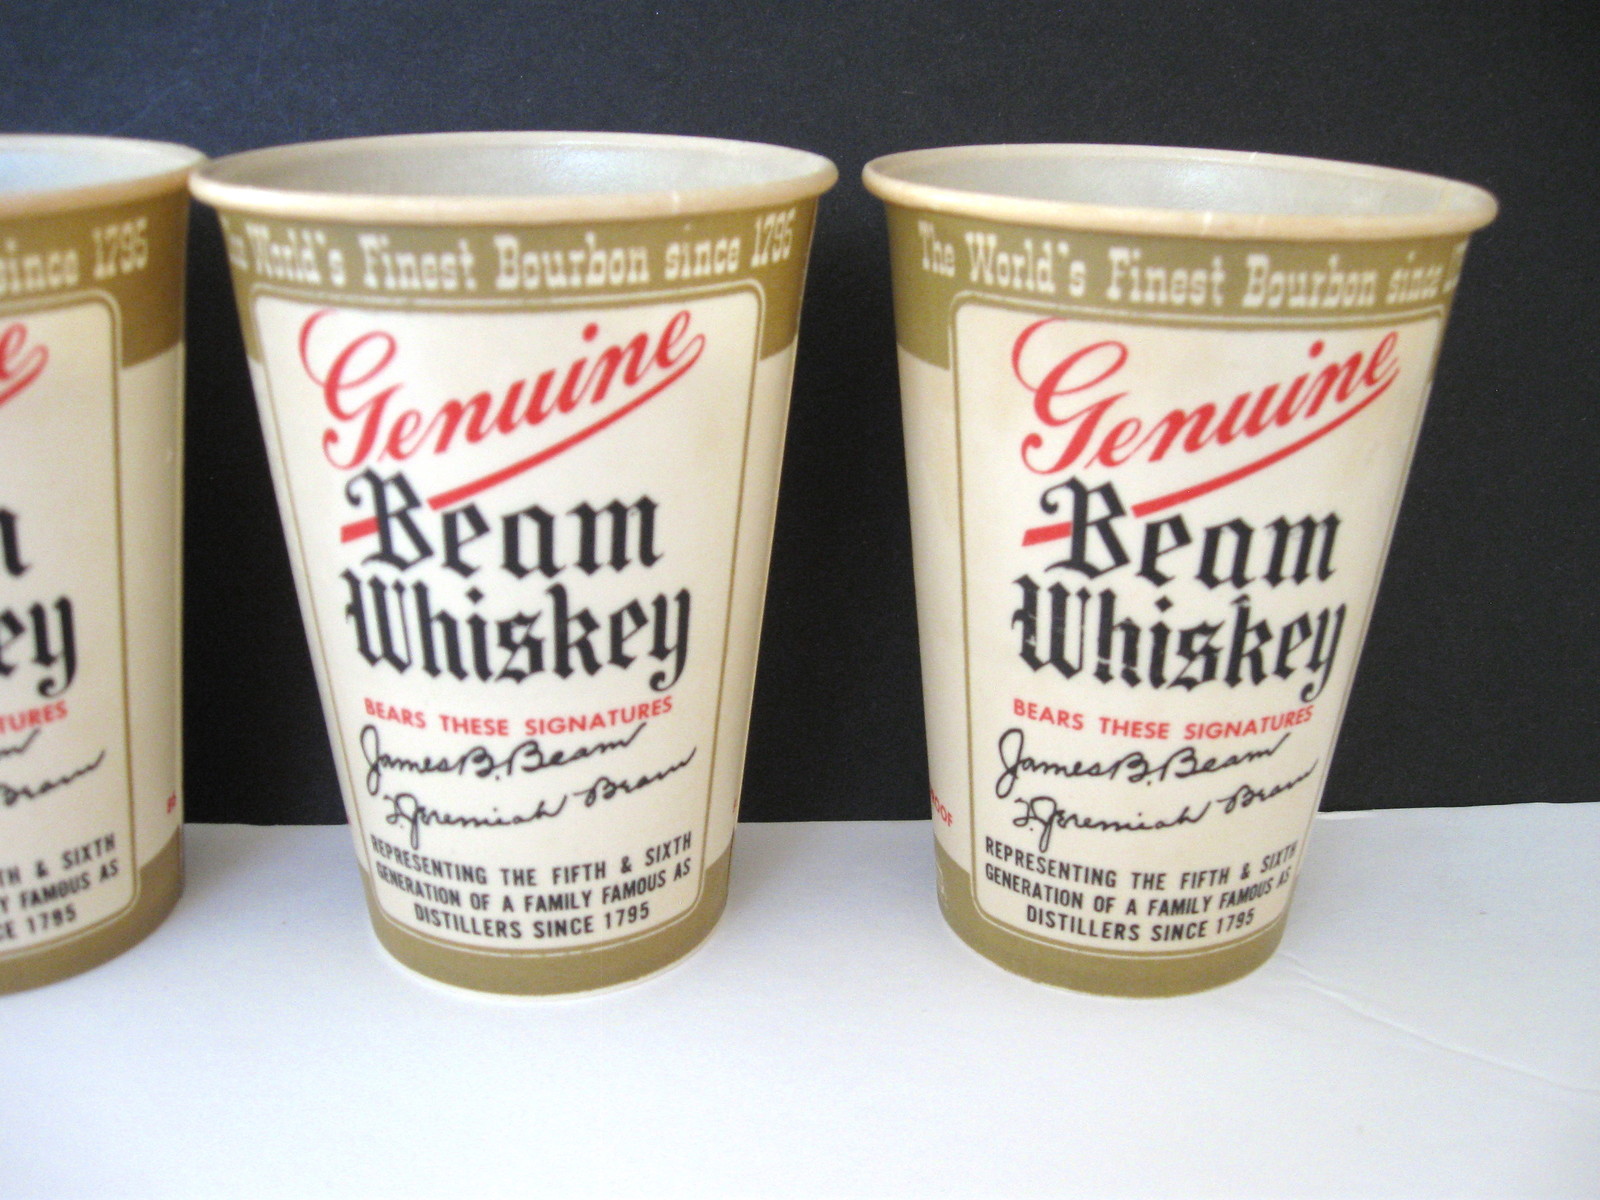 since 1795
TURES
TH & SIXTH
Y FAMOUS AS
CE 1795
World's Finest Bourbon since 1795
Genuine
Beam
Whiskey
BEARS THESE SIGNATURES
James B. Beam
T. Jeremiah Beam
REPRESENTING THE FIFTH & SIXTH
GENERATION OF A FAMILY FAMOUS AS
DISTILLERS SINCE 1795
The World's Finest Bourbon since
Genuine
Beam
Whiskey
BEARS THESE SIGNATURES
James B. Beam
T. Jeremiah Beam
REPRESENTING THE FIFTH & SIXTH
GENERATION OF A FAMILY FAMOUS AS
DISTILLERS SINCE 1795